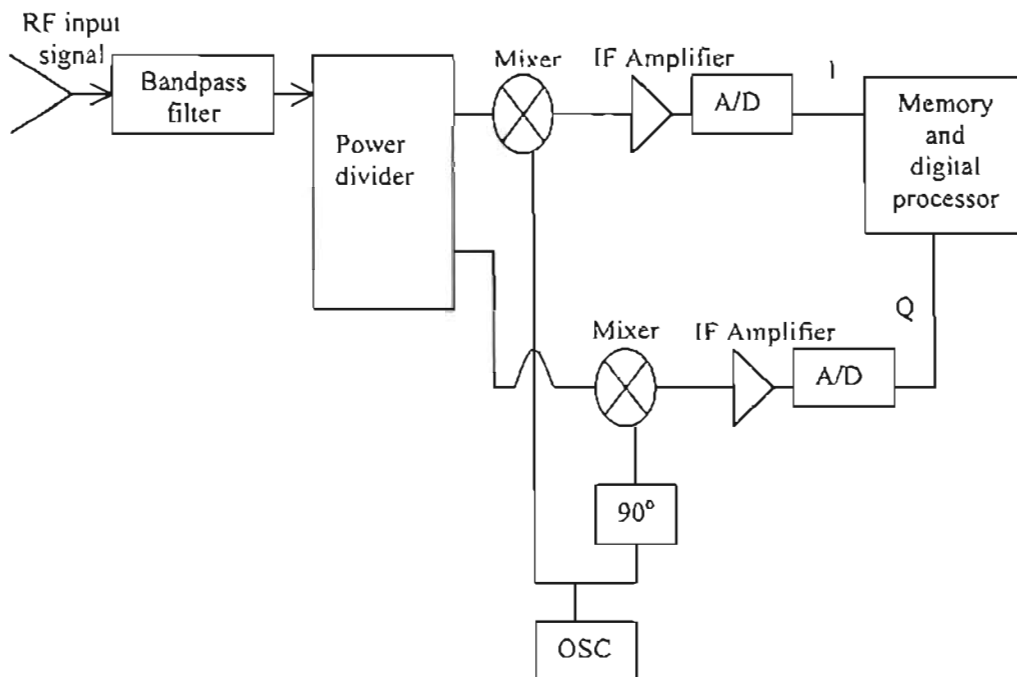 RF input
signal
Bandpass
filter
Power
divider
Mixer
IF Amplifier
A/D
I
Memory
and
digital
processor
Q
Mixer
IF Amplifier
A/D
90°
OSC